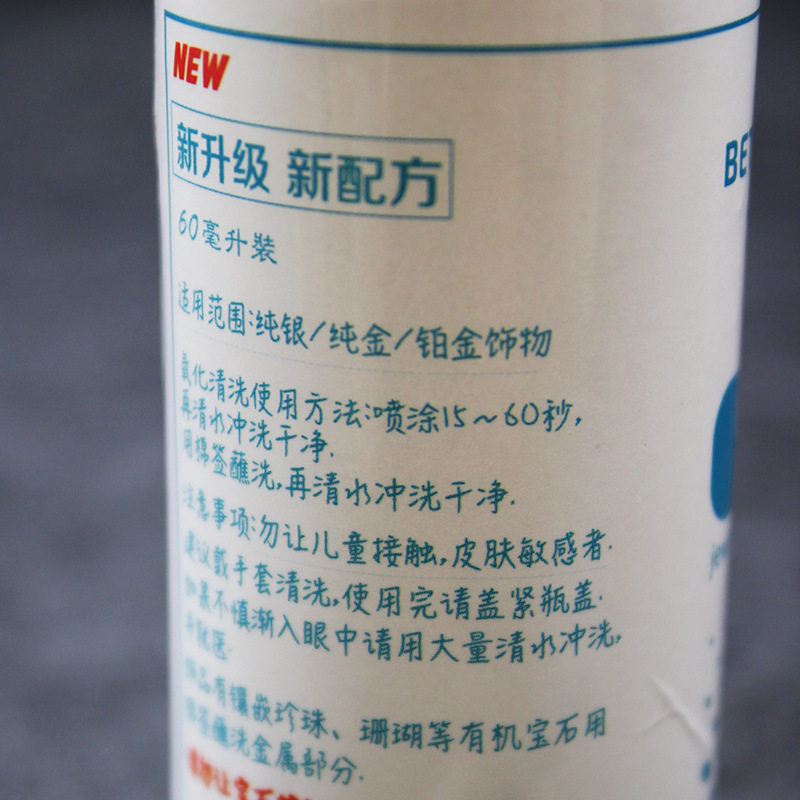 NEW
新升级 新配方
60毫升装
适用范围:纯银/纯金/铂金饰物
氧化清洗使用方法:喷涂15~60秒,
再清水冲洗干净.
用棉签蘸洗,再清水冲洗干净.
注意事项:勿让儿童接触,皮肤敏感者.
建议戴手套清洗,使用完请盖紧瓶盖.
如果不慎渐入眼中请用大量清水冲洗,
并就医.
饰品有镶嵌珍珠、珊瑚等有机宝石用
棉签蘸洗金属部分.
让宝石
BE